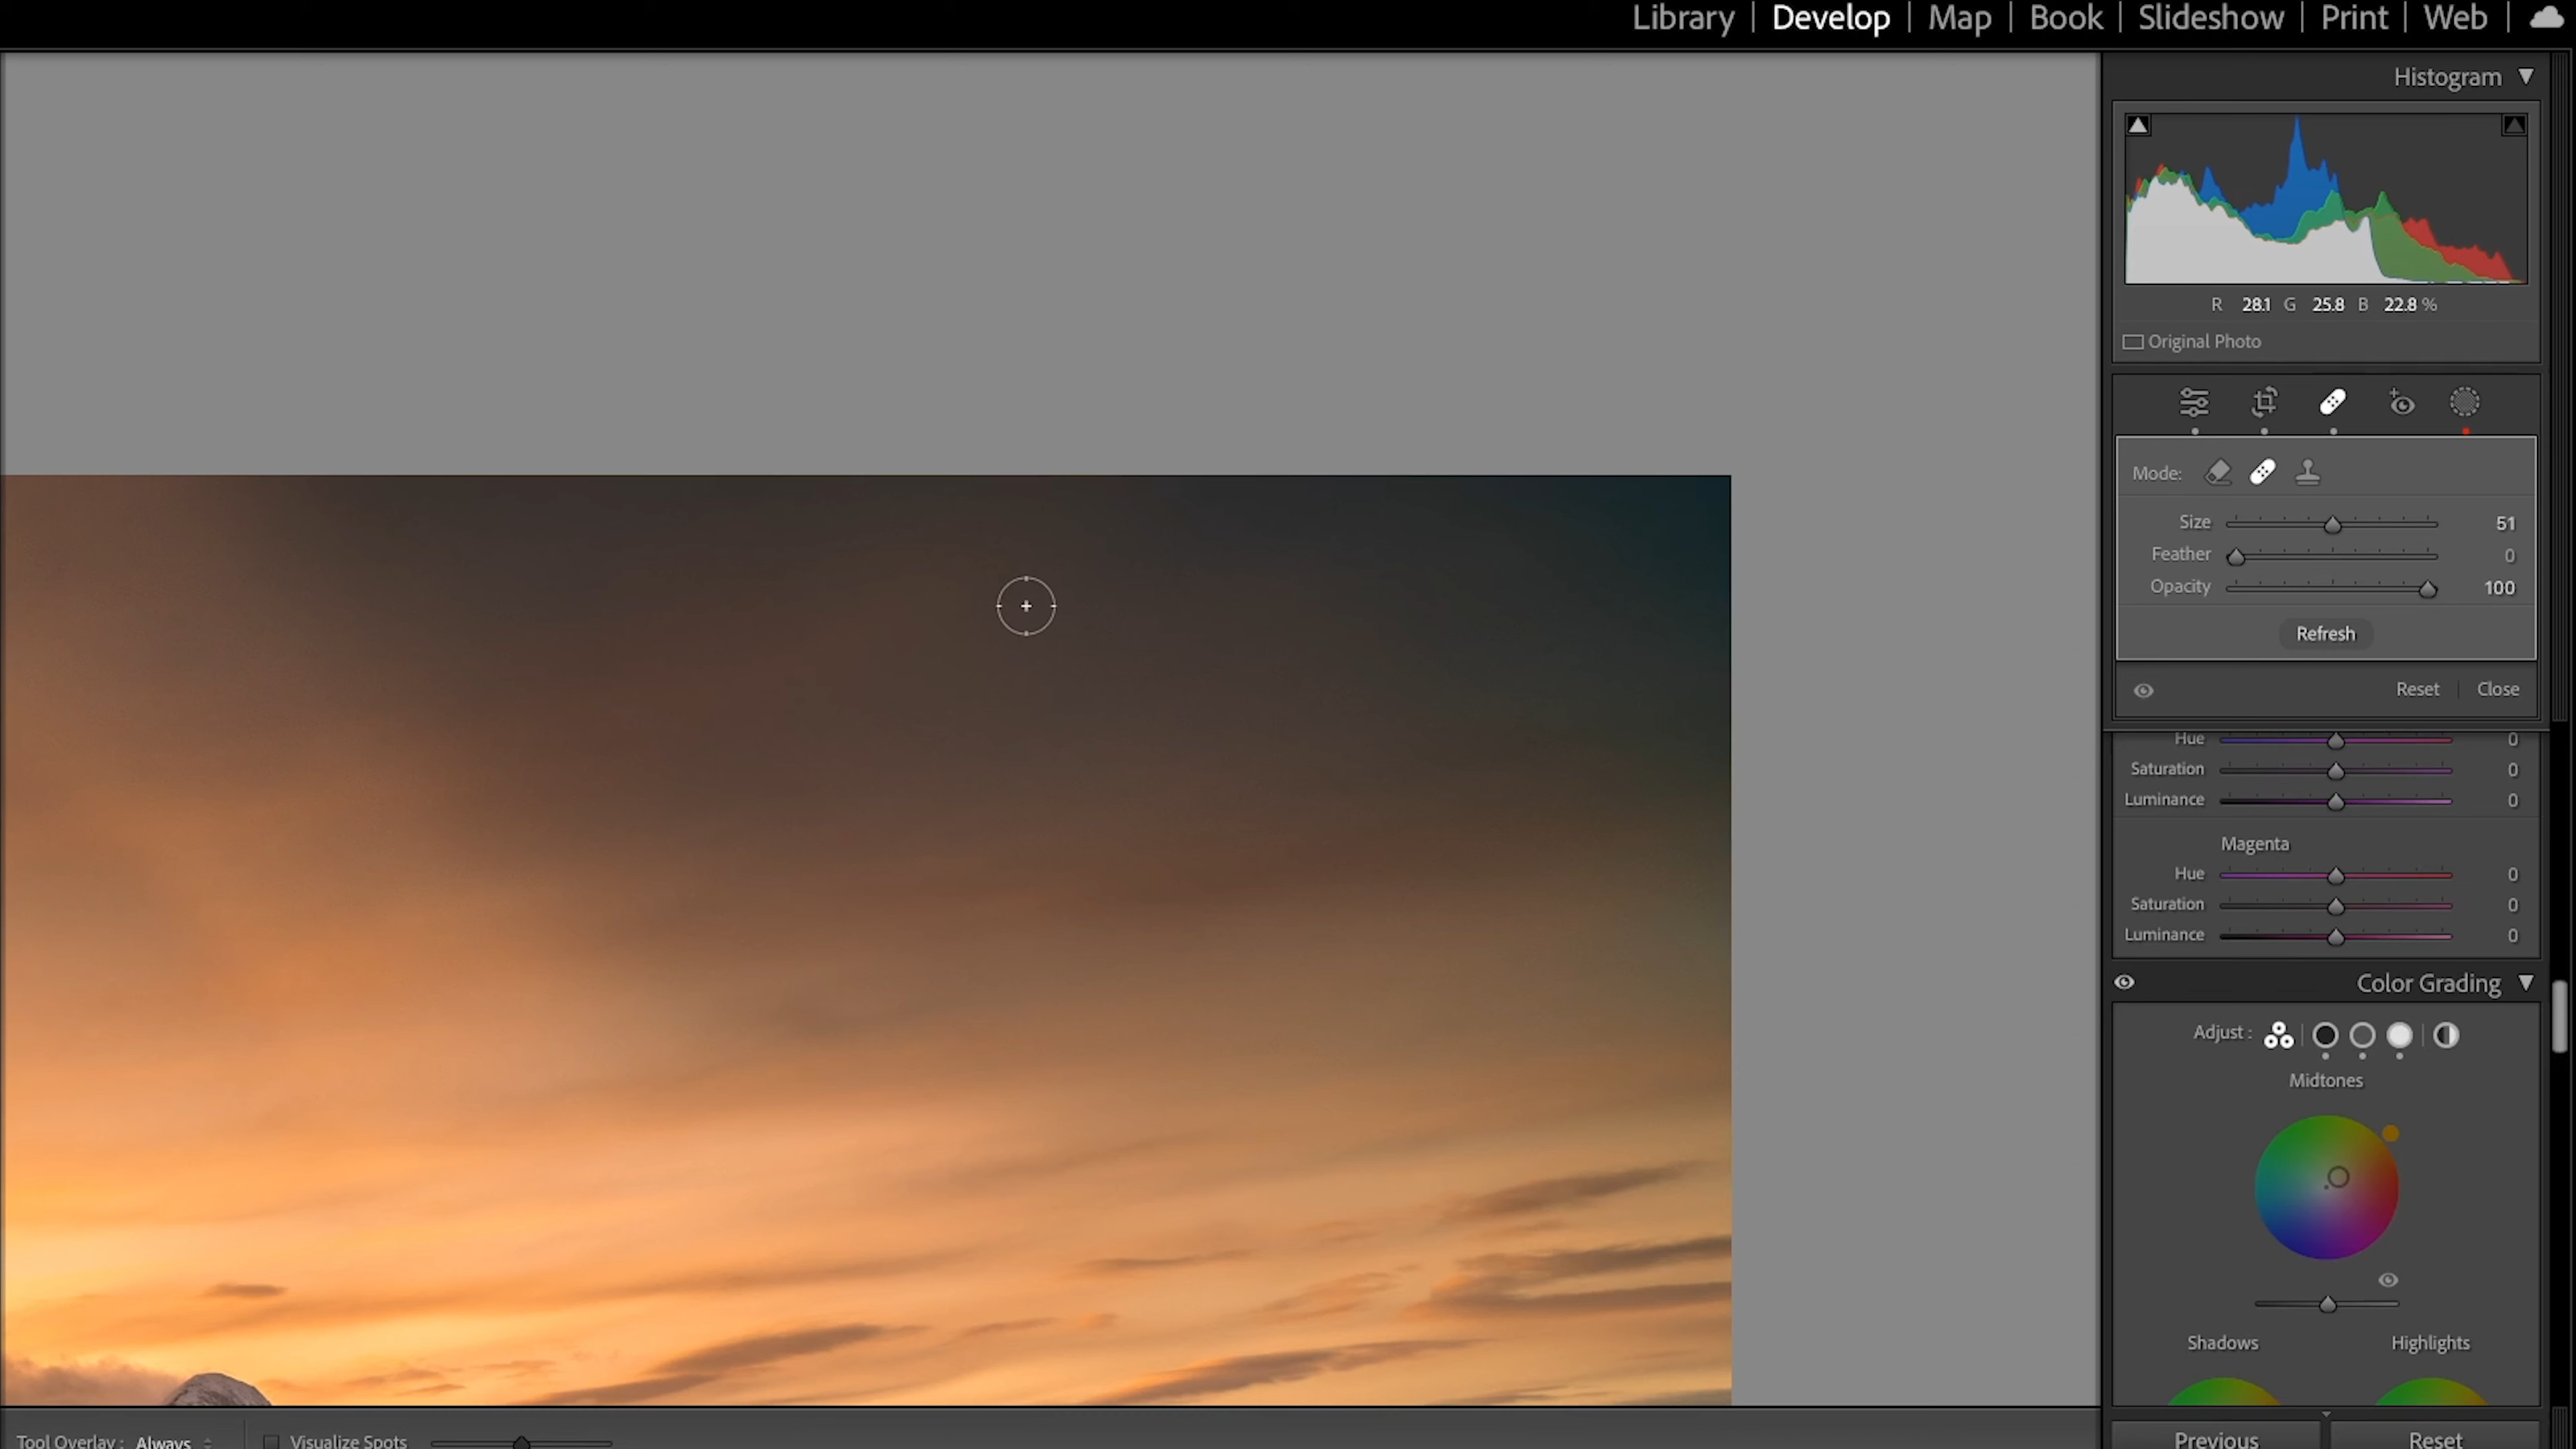 Library | Develop | Map | Book | Slideshow | Print | Web |
Histogram
R 28.1 G 25.8 B 22.8 %
Original Photo
Mode:
Size 51
Feather 0
Opacity 100
Refresh
Reset Close
Hue 0
Saturation 0
Luminance 0
Magenta
Hue 0
Saturation 0
Luminance 0
Color Grading
Adjust :
Midtones
Shadows Highlights
Tool Overlay : Always Visualize Spots
Previous Reset